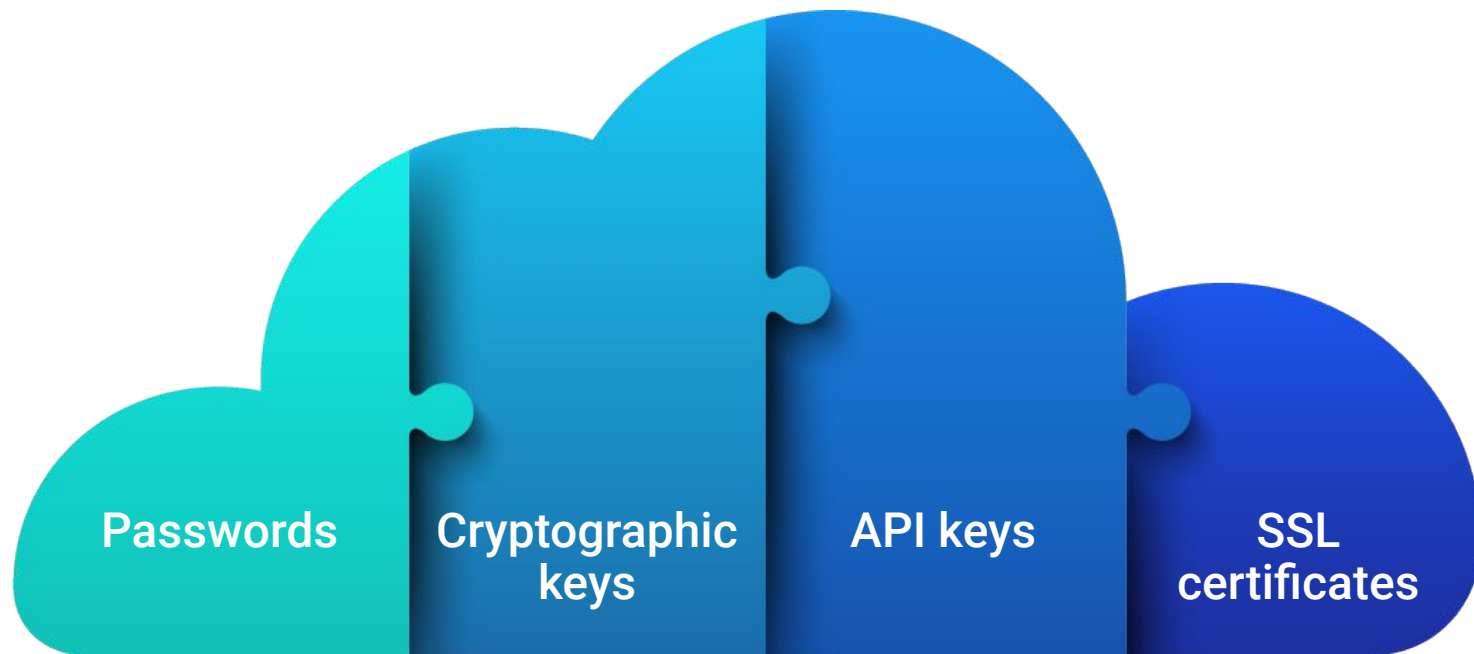 Passwords
Cryptographic
keys
API keys
SSL
certificates